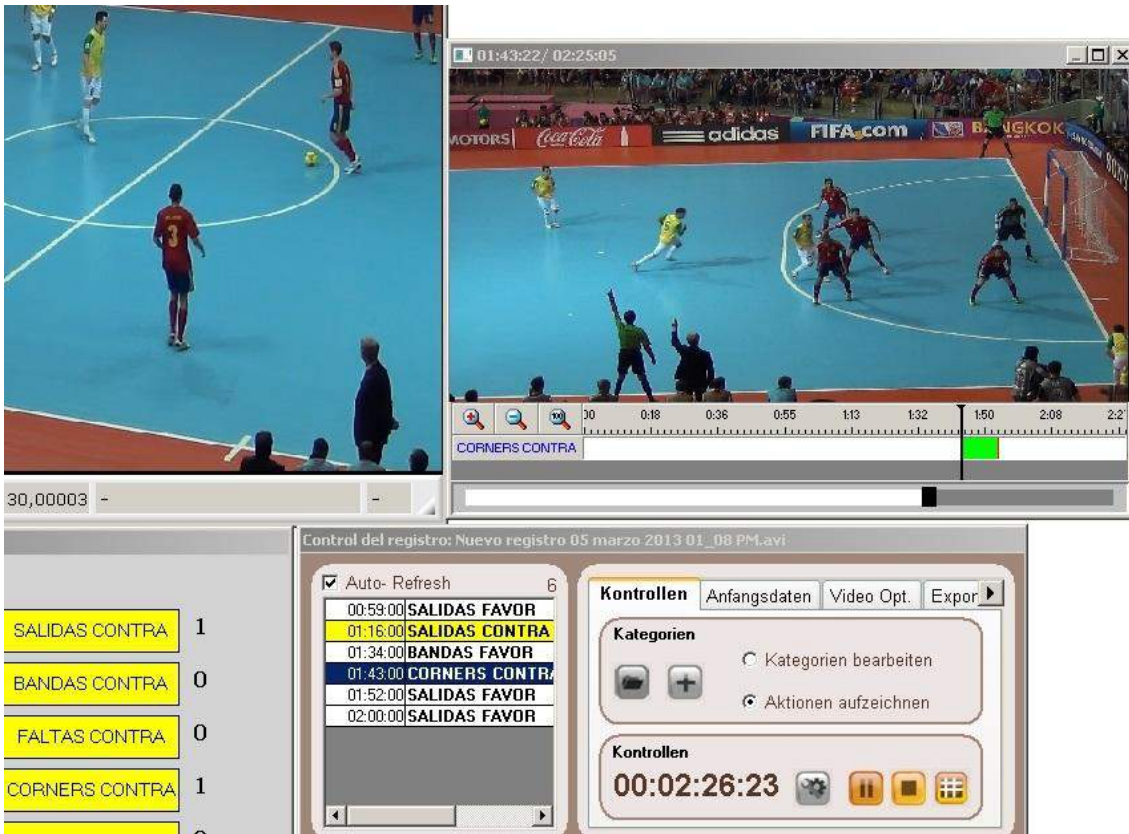 3
01:43:22/ 02:25:05
MOTORS
Coca-Cola
adidas
FIFA.com
BANGKOK
SONY
0:18
0:36
0:55
1:13
1:32
1:50
2:08
CORNERS CONTRA
30,00003
-
-
Control del registro: Nuevo registro 05 marzo 2013 01_08 PM.avi
SALIDAS CONTRA 1
BANDAS CONTRA 0
FALTAS CONTRA 0
CORNERS CONTRA 1
Auto- Refresh 6
00:59:00 SALIDAS FAVOR
01:16:00 SALIDAS CONTRA
01:34:00 BANDAS FAVOR
01:43:00 CORNERS CONTRA
01:52:00 SALIDAS FAVOR
02:00:00 SALIDAS FAVOR
Kontrollen
Anfangsdaten
Video Opt.
Expor
Kategorien
Kategorien bearbeiten
Aktionen aufzeichnen
Kontrollen
00:02:26:23